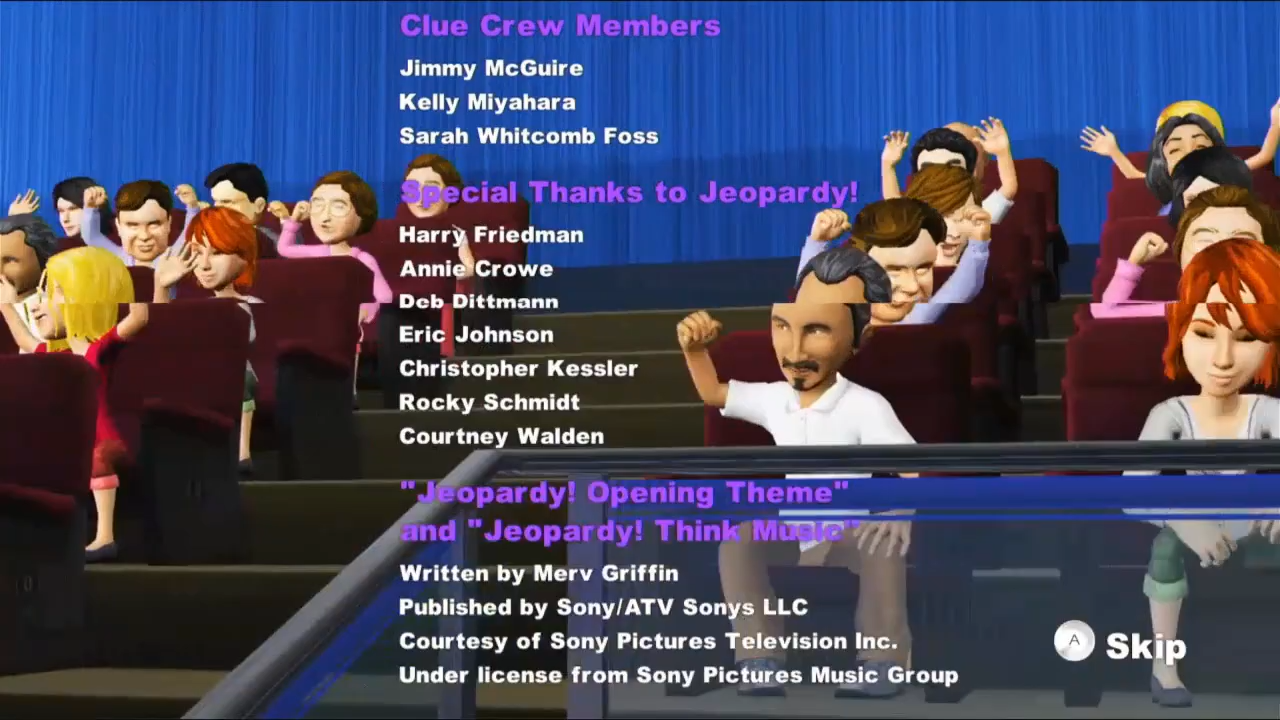 Clue Crew Members
Jimmy McGuire
Kelly Miyahara
Sarah Whitcomb Foss
Special Thanks to Jeopardy!
Harry Friedman
Annie Crowe
Deb Dittmann
Eric Johnson
Christopher Kessler
Rocky Schmidt
Courtney Walden
"Jeopardy! Opening Theme"
and "Jeopardy! Think Music"
Written by Merv Griffin
Published by Sony/ATV Sonys LLC
Courtesy of Sony Pictures Television Inc.
Under license from Sony Pictures Music Group
A Skip